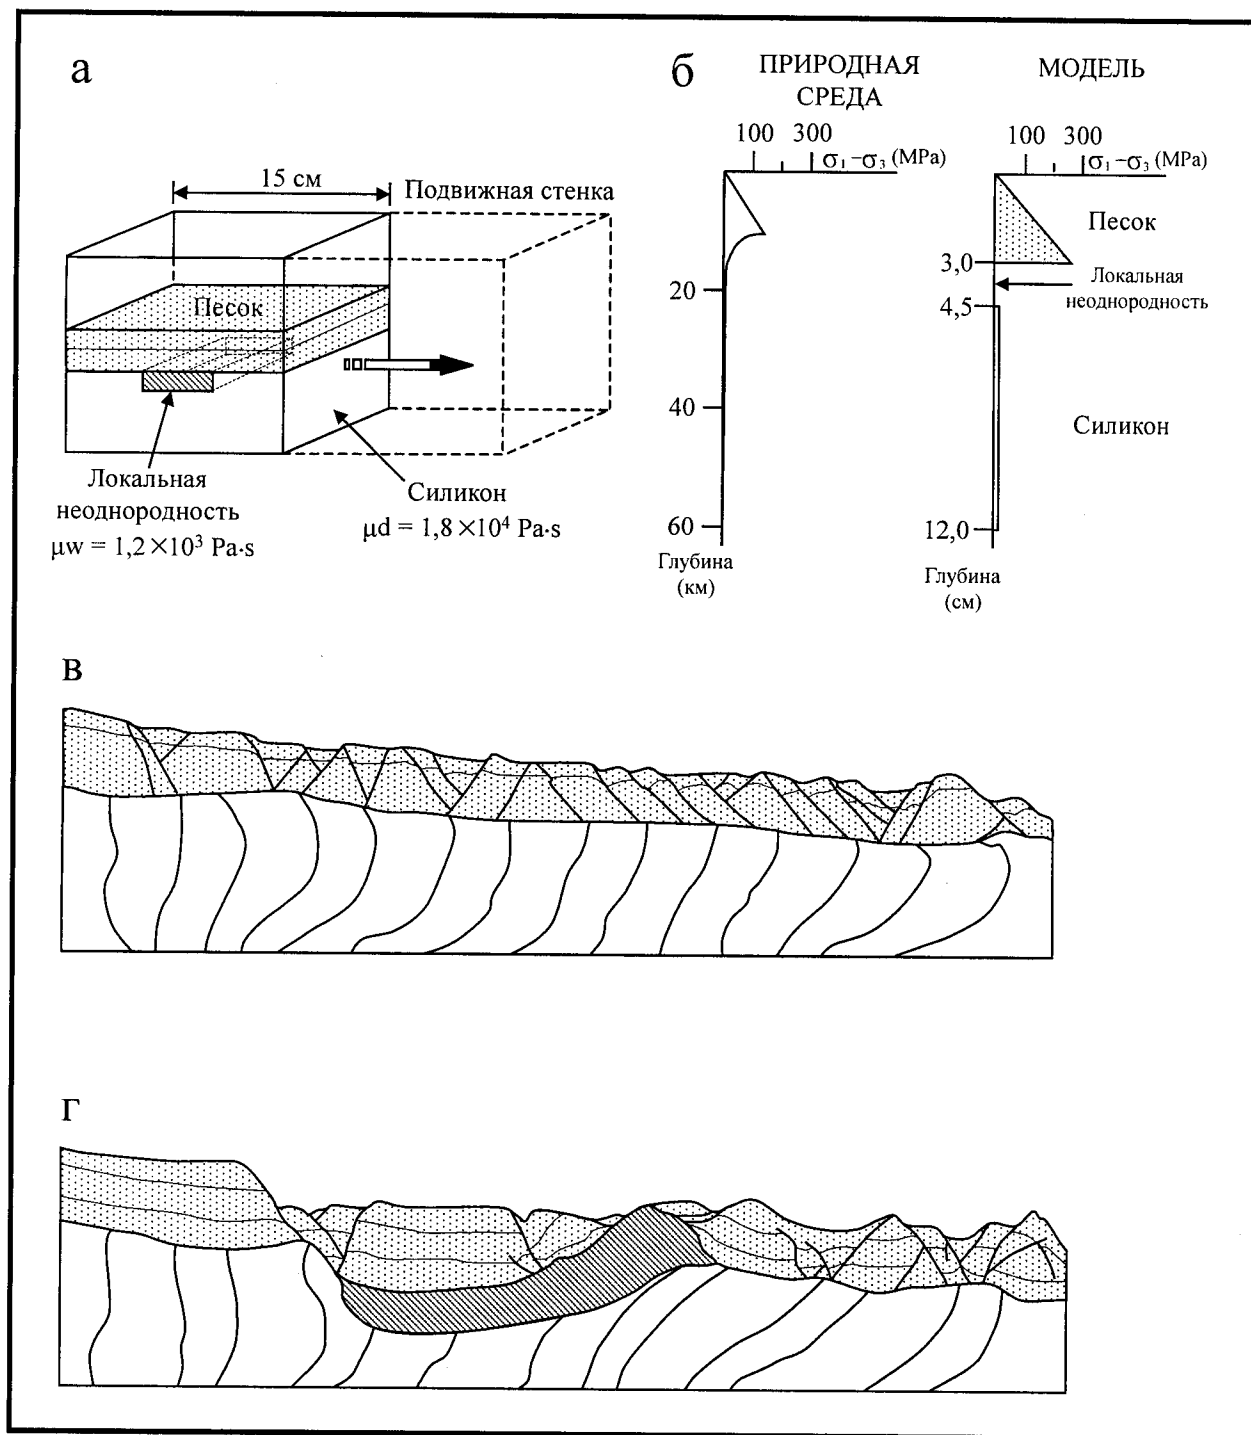 а
15 см
Подвижная стенка
Песок
Локальная
неоднородность
μw = 1,2 ×10³ Pa·s
Силикон
μd = 1,8 ×10⁴ Pa·s
б
ПРИРОДНАЯ
СРЕДА
100 300
σ₁–σ₃ (MPa)
20
40
60
Глубина
(км)
МОДЕЛЬ
100 300
σ₁–σ₃ (MPa)
Песок
3,0
Локальная
неоднородность
4,5
Силикон
12,0
Глубина
(см)
в
г